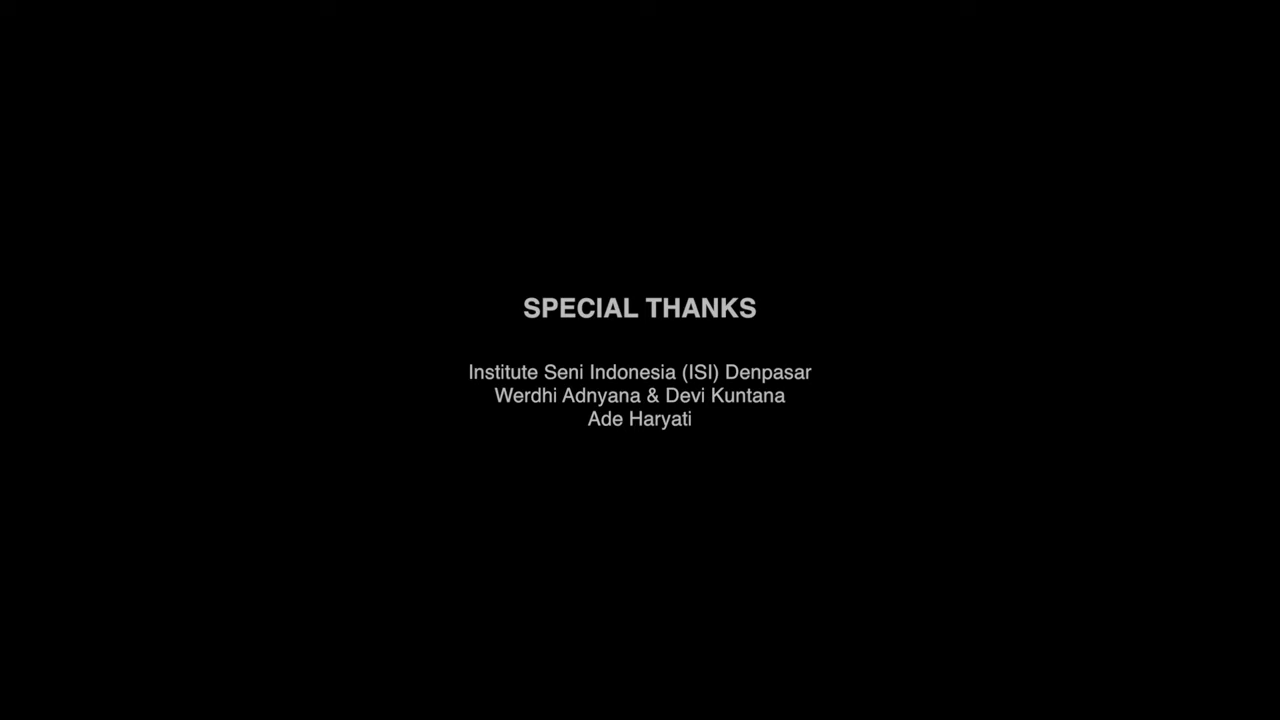 SPECIAL THANKS
Institute Seni Indonesia (ISI) Denpasar
Werdhi Adnyana & Devi Kuntana
Ade Haryati